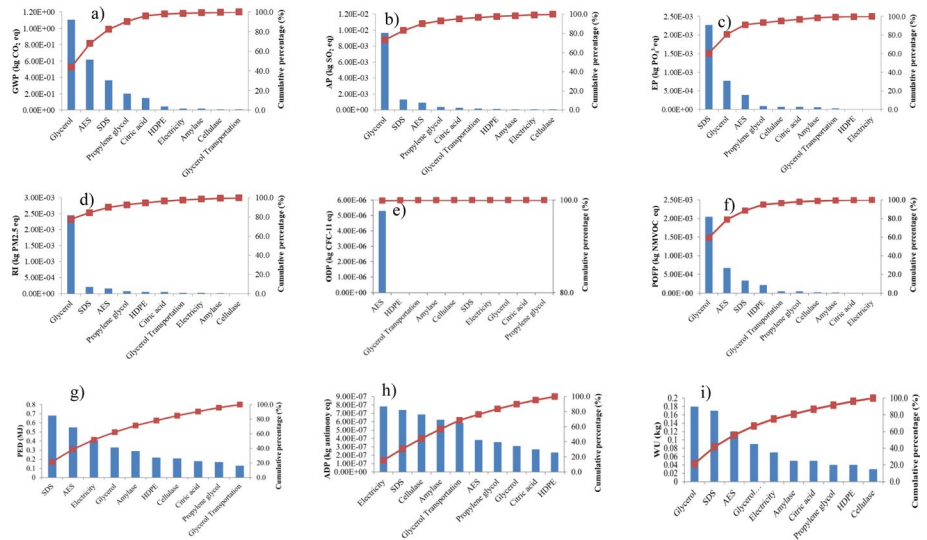 a)
GWP (kg CO2 eq)
1.20E+00
1.00E+00
8.00E-01
6.00E-01
4.00E-01
2.00E-01
0.00E+00
100.0
80.0
60.0
40.0
20.0
0.0
Cumulative percentage (%)
Glycerol
AES
SDS
Propylene glycol
Citric acid
HDPE
Electricity
Amylase
Cellulase
Glycerol Transportation
b)
AP (kg SO2 eq)
1.20E-02
1.00E-02
8.00E-03
6.00E-03
4.00E-03
2.00E-03
0.00E+00
100.0
80.0
60.0
40.0
20.0
0.0
Cumulative percentage (%)
Glycerol
SDS
AES
Propylene glycol
Citric acid
Glycerol Transportation
HDPE
Amylase
Electricity
Cellulase
c)
EP (kg PO43-eq)
2.50E-03
2.00E-03
1.50E-03
1.00E-03
5.00E-04
0.00E+00
100.0
80.0
60.0
40.0
20.0
0.0
Cumulative percentage (%)
SDS
Glycerol
AES
Propylene glycol
Cellulase
Citric acid
Amylase
Glycerol Transportation
HDPE
Electricity
d)
RI (kg PM2.5 eq)
3.00E-03
2.50E-03
2.00E-03
1.50E-03
1.00E-03
5.00E-04
0.00E+00
100.0
80.0
60.0
40.0
20.0
0.0
Cumulative percentage (%)
Glycerol
SDS
AES
Propylene glycol
HDPE
Citric acid
Glycerol Transportation
Electricity
Amylase
Cellulase
e)
ODP (kg CFC-11 eq)
6.00E-06
5.00E-06
4.00E-06
3.00E-06
2.00E-06
1.00E-06
0.00E+00
100.0
80.0
Cumulative percentage (%)
AES
HDPE
Glycerol Transportation
Amylase
Cellulase
SDS
Electricity
Glycerol
Citric acid
Propylene glycol
f)
POFP (kg NMVOC eq)
2.50E-03
2.00E-03
1.50E-03
1.00E-03
5.00E-04
0.00E+00
100.0
80.0
60.0
40.0
20.0
0.0
Cumulative percentage (%)
Glycerol
AES
SDS
HDPE
Glycerol Transportation
Propylene glycol
Cellulase
Amylase
Citric acid
Electricity
g)
PED (MJ)
0.8
0.7
0.6
0.5
0.4
0.3
0.2
0.1
0
100.0
80.0
60.0
40.0
20.0
0.0
Cumulative percentage (%)
SDS
AES
Electricity
Glycerol
Amylase
HDPE
Cellulase
Citric acid
Propylene glycol
Glycerol Transportation
h)
ADP (kg antimony eq)
9.00E-07
8.00E-07
7.00E-07
6.00E-07
5.00E-07
4.00E-07
3.00E-07
2.00E-07
1.00E-07
0.00E+00
100.0
80.0
60.0
40.0
20.0
0.0
Cumulative percentage (%)
Electricity
SDS
Cellulase
Amylase
Glycerol Transportation
AES
Propylene glycol
Glycerol
Citric acid
HDPE
i)
WU (kg)
0.2
0.18
0.16
0.14
0.12
0.1
0.08
0.06
0.04
0.02
0
100.0
80.0
60.0
40.0
20.0
0.0
Cumulative percentage (%)
Glycerol
SDS
AES
Glycerol…
Electricity
Amylase
Citric acid
Propylene glycol
HDPE
Cellulase